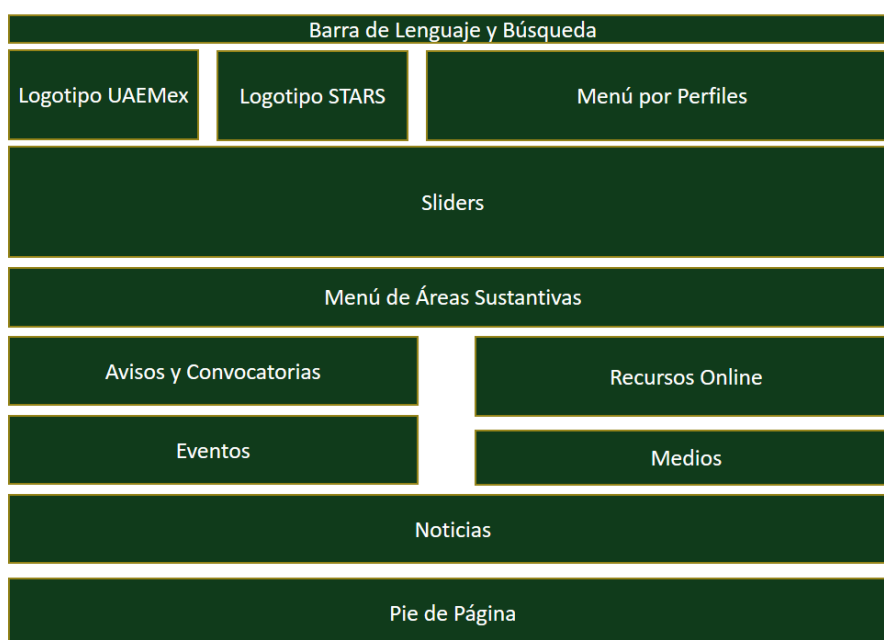 Barra de Lenguaje y Búsqueda
Logotipo UAEMex
Logotipo STARS
Menú por Perfiles
Sliders
Menú de Áreas Sustantivas
Avisos y Convocatorias
Recursos Online
Eventos
Medios
Noticias
Pie de Página